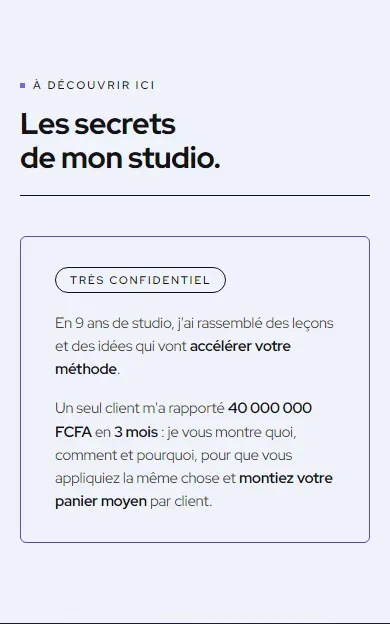 À DÉCOUVRIR ICI
Les secrets
de mon studio.
TRÈS CONFIDENTIEL
En 9 ans de studio, j'ai rassemblé des leçons
et des idées qui vont accélérer votre
méthode.
Un seul client m'a rapporté 40 000 000
FCFA en 3 mois : je vous montre quoi,
comment et pourquoi, pour que vous
appliquiez la même chose et montiez votre
panier moyen par client.